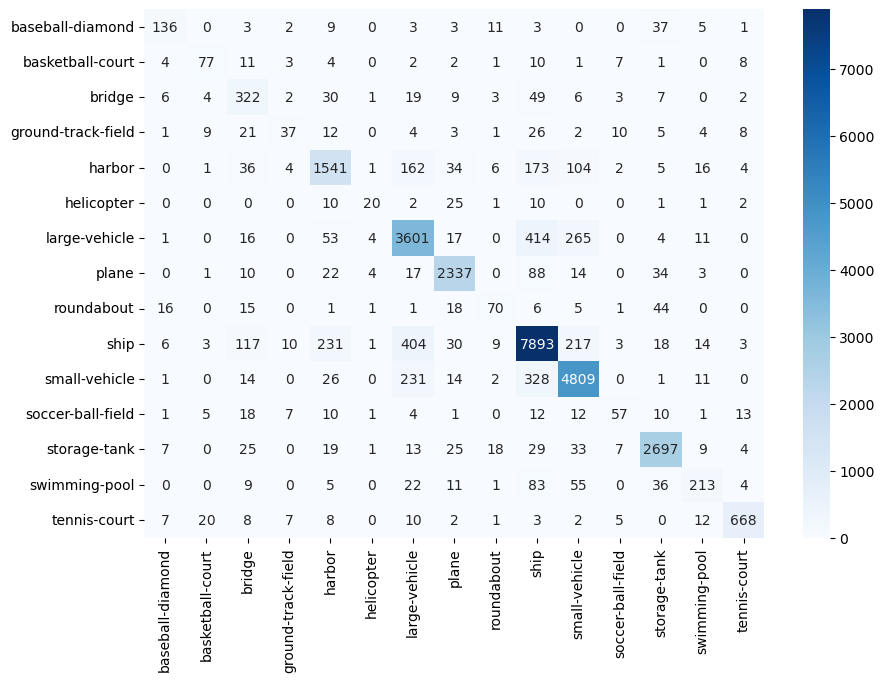 baseball-diamond 136 0 3 2 9 0 3 3 11 3 0 0 37 5 1
basketball-court 4 77 11 3 4 0 2 2 1 10 1 7 1 0 8
bridge 6 4 322 2 30 1 19 9 3 49 6 3 7 0 2
ground-track-field 1 9 21 37 12 0 4 3 1 26 2 10 5 4 8
harbor 0 1 36 4 1541 1 162 34 6 173 104 2 5 16 4
helicopter 0 0 0 0 10 20 2 25 1 10 0 0 1 1 2
large-vehicle 1 0 16 0 53 4 3601 17 0 414 265 0 4 11 0
plane 0 1 10 0 22 4 17 2337 0 88 14 0 34 3 0
roundabout 16 0 15 0 1 1 1 18 70 6 5 1 44 0 0
ship 6 3 117 10 231 1 404 30 9 7893 217 3 18 14 3
small-vehicle 1 0 14 0 26 0 231 14 2 328 4809 0 1 11 0
soccer-ball-field 1 5 18 7 10 1 4 1 0 12 12 57 10 1 13
storage-tank 7 0 25 0 19 1 13 25 18 29 33 7 2697 9 4
swimming-pool 0 0 9 0 5 0 22 11 1 83 55 0 36 213 4
tennis-court 7 20 8 7 8 0 10 2 1 3 2 5 0 12 668
baseball-diamond
basketball-court
bridge
ground-track-field
harbor
helicopter
large-vehicle
plane
roundabout
ship
small-vehicle
soccer-ball-field
storage-tank
swimming-pool
tennis-court
7000
6000
5000
4000
3000
2000
1000
0